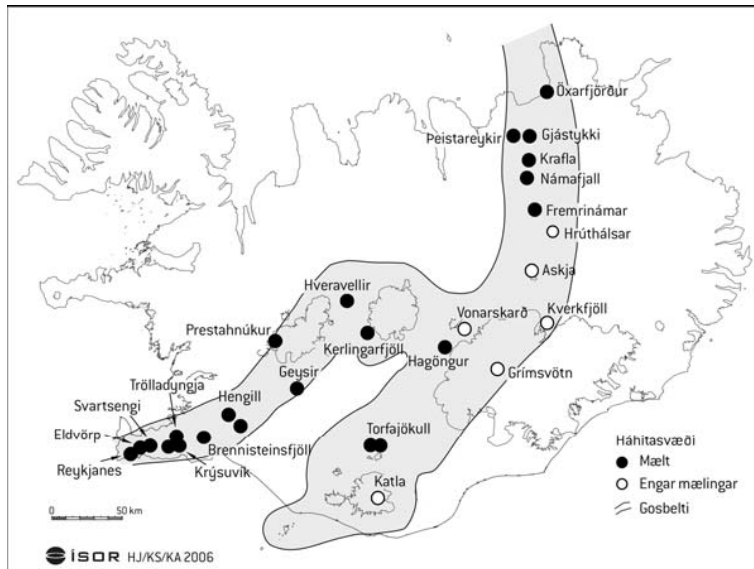 Öxarfjörður
Þeistareykir
Gjástykki
Krafla
Námafjall
Fremrinámar
Hrúthálsar
Askja
Hveravellir
Vonarskarð
Kverkfjöll
Prestahnúkur
Kerlingarfjöll
Hagöngur
Geysir
Grímsvötn
Trölladyngja
Hengill
Svartsengi
Eldvörp
Torfajökull
Brennisteinsfjöll
Reykjanes
Krýsuvík
Katla
Háhitasvæði
Mælt
Engar mælingar
Gosbelti
0 50 km
ÍSOR HJ/KS/KA 2006